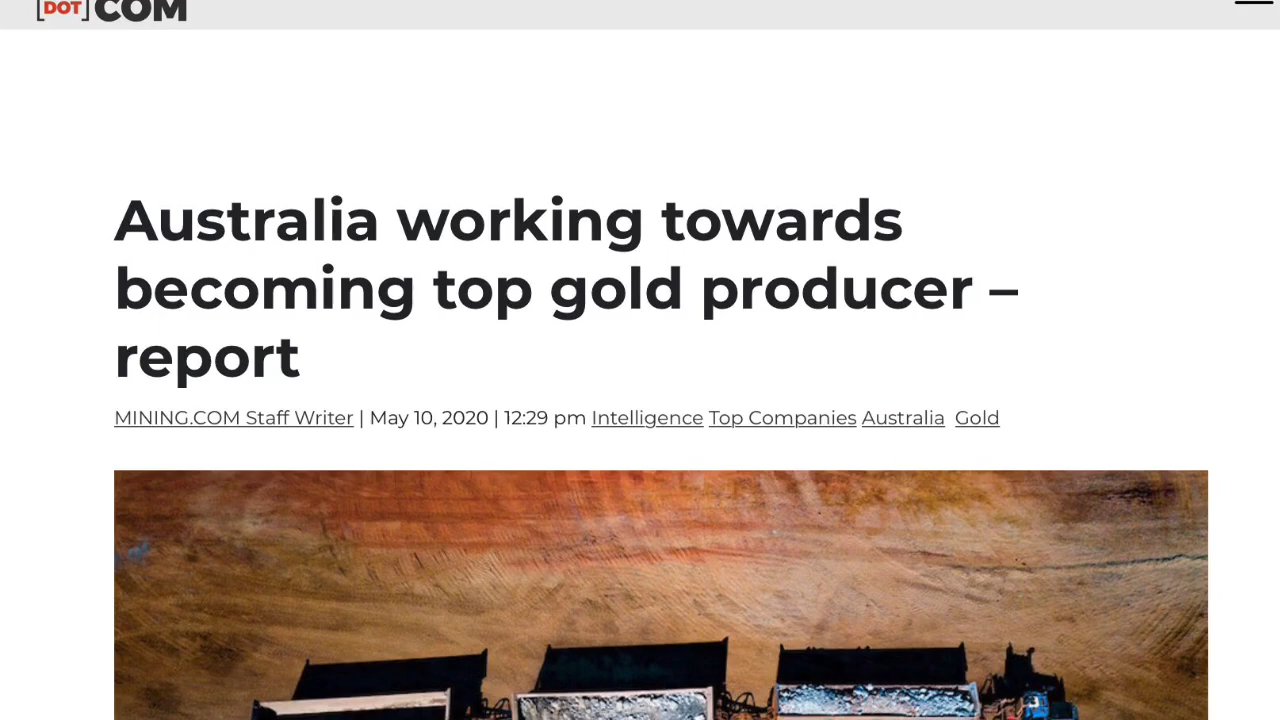 [DOT] COM
Australia working towards
becoming top gold producer –
report
MINING.COM Staff Writer | May 10, 2020 | 12:29 pm Intelligence Top Companies Australia Gold